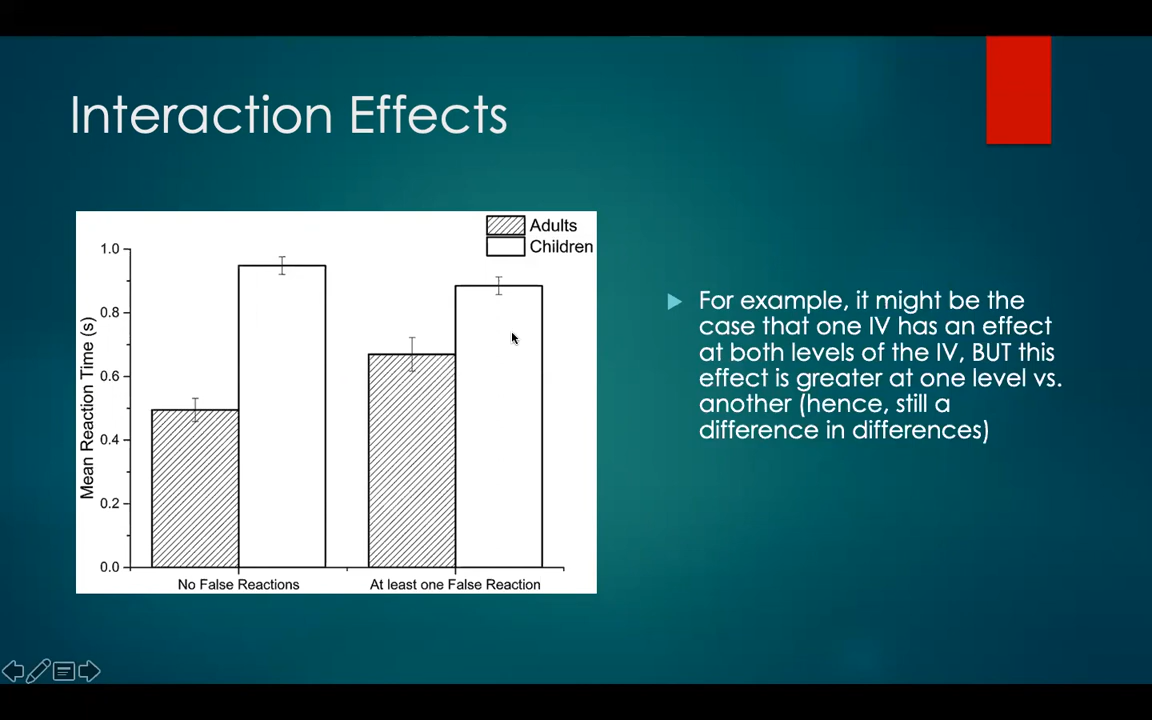 Interaction Effects
Adults
Children
1.0
0.8
0.6
0.4
0.2
0.0
Mean Reaction Time (s)
No False Reactions
At least one False Reaction
For example, it might be the
case that one IV has an effect
at both levels of the IV, BUT this
effect is greater at one level vs.
another (hence, still a
difference in differences)